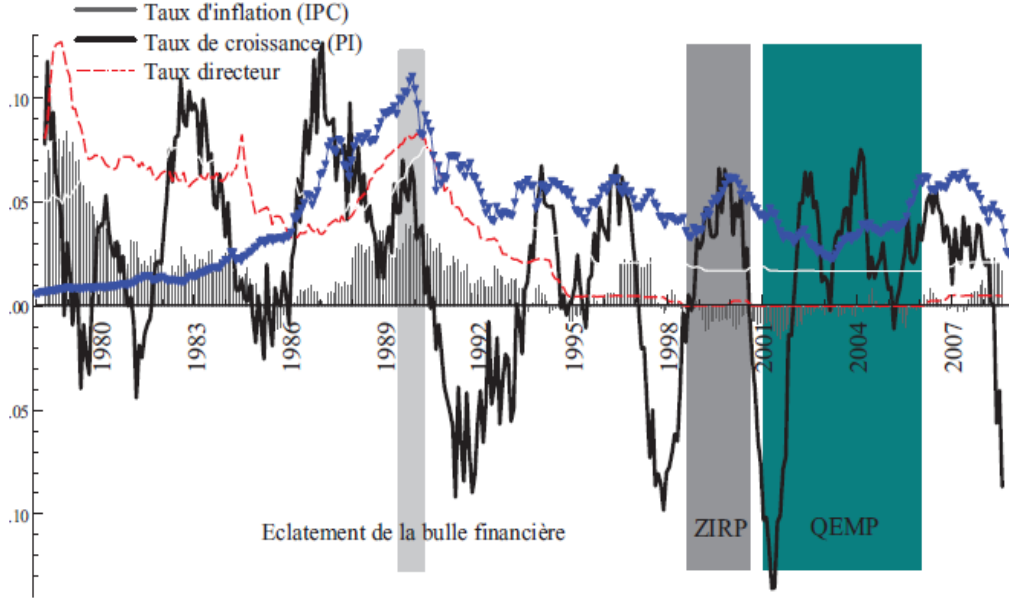 Taux d'inflation (IPC)
Taux de croissance (PI)
Taux directeur
.10
.05
.00
.05
.10
1980
1983
1986
1989
1992
1995
1998
2001
2004
2007
Eclatement de la bulle financière
ZIRP
QEMP